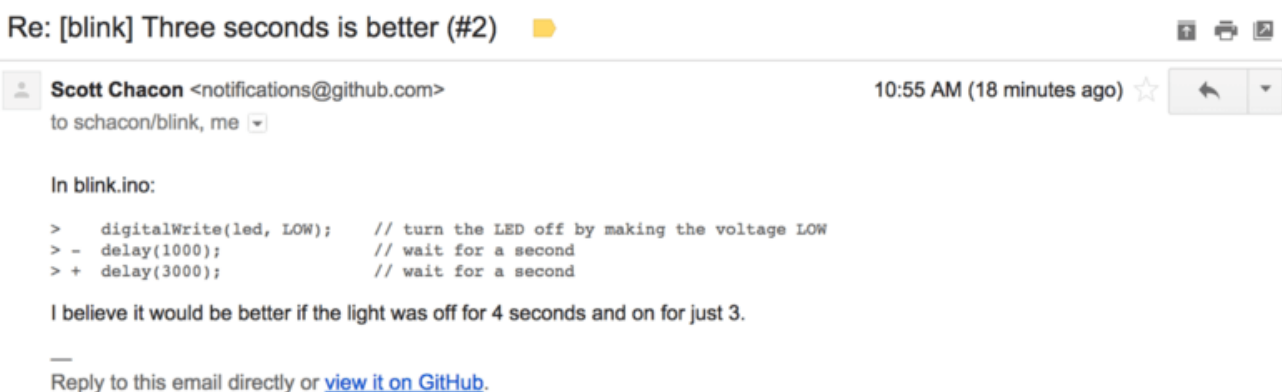 Re: [blink] Three seconds is better (#2)
Scott Chacon <notifications@github.com>
10:55 AM (18 minutes ago)
to schacon/blink, me
In blink.ino:
>    digitalWrite(led, LOW);    // turn the LED off by making the voltage LOW
> -  delay(1000);               // wait for a second
> +  delay(3000);               // wait for a second
I believe it would be better if the light was off for 4 seconds and on for just 3.
—
Reply to this email directly or view it on GitHub.